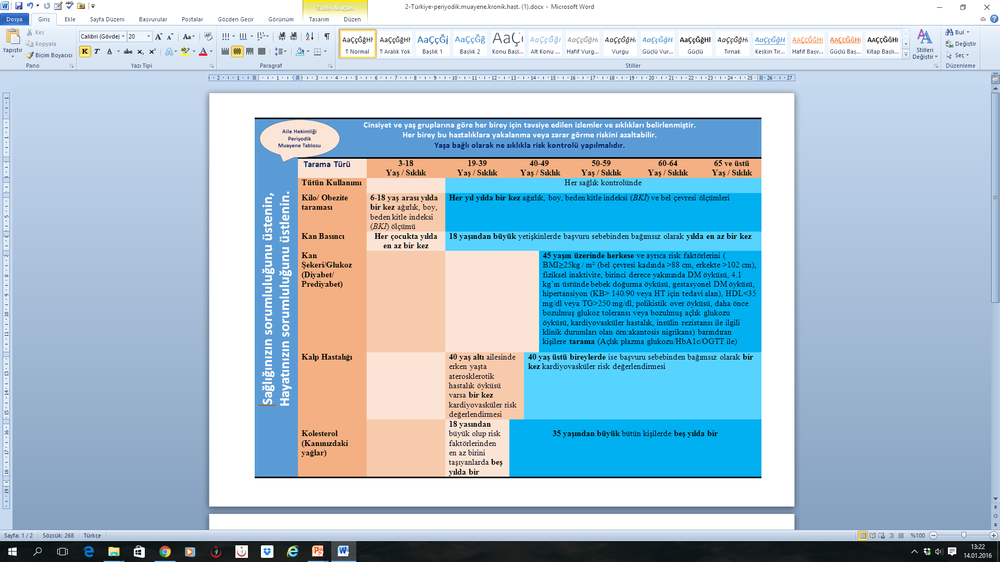 2-Türkiye-periyodik.muayene.kronik.hast. (1).docx - Microsoft Word
Tablo Araçları
Dosya Giriş Ekle Sayfa Düzeni Başvurular Postalar Gözden Geçir Görünüm Tasarım Düzen
Yapıştır
Kes
Kopyala
Biçim Boyacısı
Pano
Calibri (Gövde) 20
Yazı Tipi
Paragraf
¶ Normal
¶ Aralık Yok
Başlık 1
Başlık 2
Konu Başl...
Alt Konu ...
Hafif Vurg...
Vurgu
Güçlü Vur...
Güçlü
Tırnak
Keskin Tır...
Hafif Başv...
Güçlü Baş...
Kitap Başlı...
Stilleri
Değiştir
Stiller
Bul
Değiştir
Seç
Düzenleme
Aile Hekimliği
Periyodik
Muayene Tablosu
Cinsiyet ve yaş gruplarına göre her birey için tavsiye edilen izlemler ve sıklıkları belirlenmiştir.
Her birey bu hastalıklara yakalanma veya zarar görme riskini azaltabilir.
Yaşa bağlı olarak ne sıklıkla risk kontrolü yapılmalıdır.
Sağlığınızın sorumluluğunu üstenin,
Hayatınızın sorumluluğunu üstlenin.
Tarama Türü
3-18
Yaş / Sıklık
19-39
Yaş / Sıklık
40-49
Yaş / Sıklık
50-59
Yaş / Sıklık
60-64
Yaş / Sıklık
65 ve üstü
Yaş / Sıklık
Tütün Kullanımı
Her sağlık kontrolünde
Kilo/ Obezite
taraması
6-18 yaş arası yılda
bir kez ağırlık, boy,
beden kitle indeksi
(BKI) ölçümü
Her yıl yılda bir kez ağırlık, boy, beden kitle indeksi (BKİ) ve bel çevresi ölçümleri
Kan Basıncı
Her çocukta yılda
en az bir kez
18 yaşından büyük yetişkinlerde başvuru sebebinden bağımsız olarak yılda en az bir kez
Kan
Şekeri/Glukoz
(Diyabet/
Prediyabet)
45 yaşın üzerinde herkese ve ayrıca risk faktörlerini (
BMI≥25kg / m² (bel çevresi kadında >88 cm, erkekte >102 cm),
fiziksel inaktivite, birinci derece yakınında DM öyküsü, 4.1
kg'ın üstünde bebek doğurma öyküsü, gestasyonel DM öyküsü,
hipertansiyon (KB> 140/90 veya HT için tedavi alan), HDL<35
mg/dl veya TG>250 mg/dl, polikistik over öyküsü, daha önce
bozulmuş glukoz toleransı veya bozulmuş açlık glukozu
öyküsü, kardiyovasküler hastalık, insülin rezistansı ile ilgili
klinik durumları olan örn:akantosis nigrikans) barındıran
kişilere tarama (Açlık plazma glukozu/HbA1c/OGTT ile)
Kalp Hastalığı
40 yaş altı ailesinde
erken yaşta
aterosklerotik
hastalık öyküsü
varsa bir kez
kardiyovasküler risk
değerlendirmesi
40 yaş üstü bireylerde ise başvuru sebebinden bağımsız olarak bir
kez kardiyovasküler risk değerlendirmesi
Kolesterol
(Kanınızdaki
yağlar)
18 yasından
büyük olup risk
faktörlerinden
en az birini
taşıyanlarda beş
yılda bir
35 yaşından büyük bütün kişilerde beş yılda bir
Sayfa: 1 / 2 Sözcük: 268 Türkçe
%100
13:22
14.01.2016